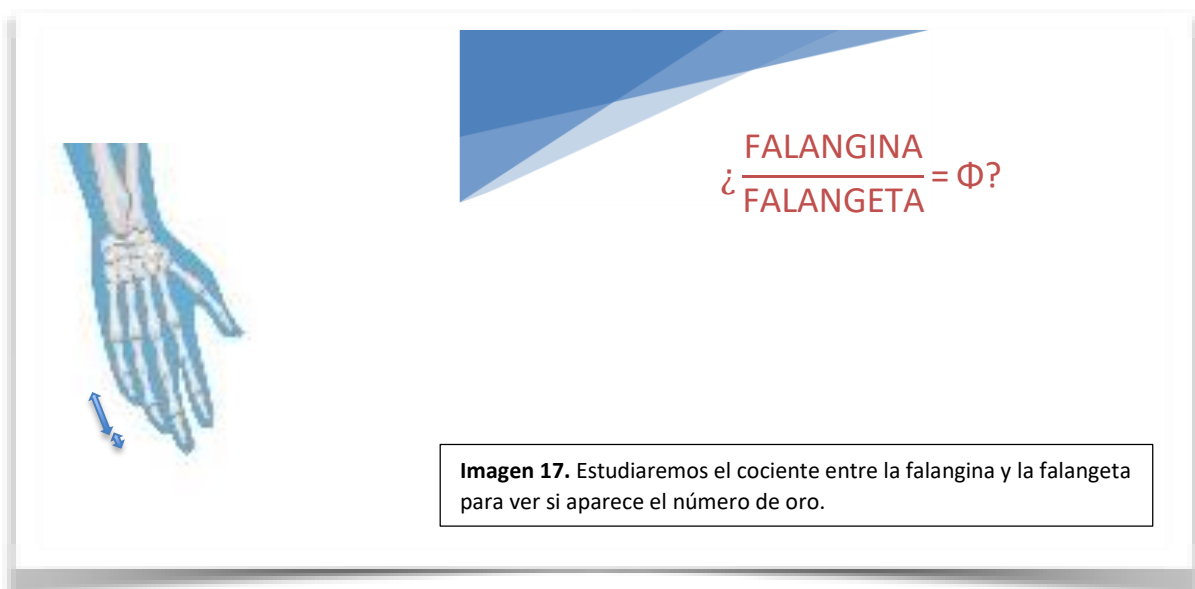 ¿ FALANGINA / FALANGETA = Φ?
Imagen 17. Estudiaremos el cociente entre la falangina y la falangeta
para ver si aparece el número de oro.